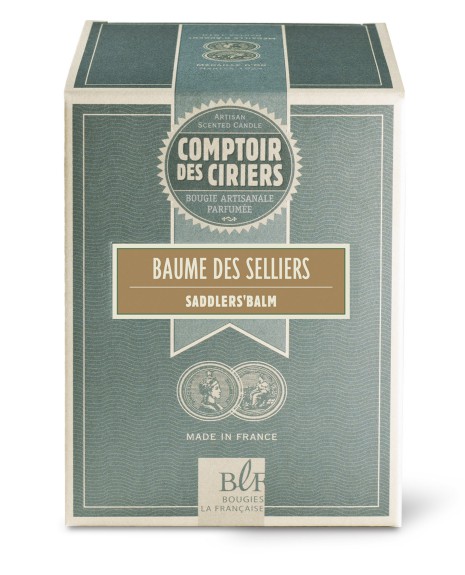 ARTISAN
SCENTED CANDLE
COMPTOIR
DES CIRIERS
BOUGIE ARTISANALE
PARFUMÉE
BAUME DES SELLIERS
SADDLERS'BALM
MADE IN FRANCE
BLF
BOUGIES
LA FRANÇAISE